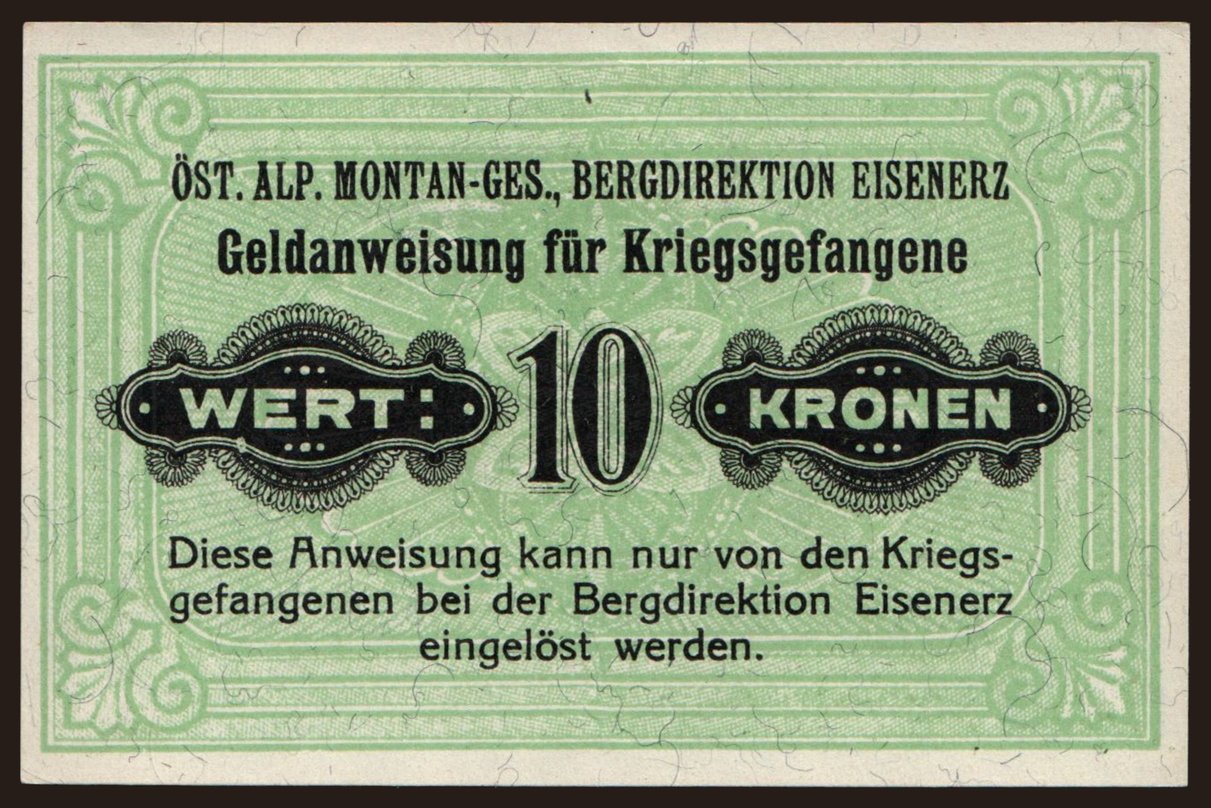 ÖST. ALP. MONTAN-GES., BERGDIREKTION EISENERZ
Geldanweisung für Kriegsgefangene
WERT: 10 KRONEN
Diese Anweisung kann nur von den Kriegs-
gefangenen bei der Bergdirektion Eisenerz
eingelöst werden.